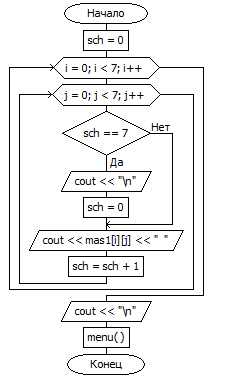 Начало
sch = 0
i = 0; i < 7; i++
j = 0; j < 7; j++
sch == 7
Нет
Да
cout << "\n"
sch = 0
cout << mas1[i][j] << " "
sch = sch + 1
cout << "\n"
menu( )
Конец